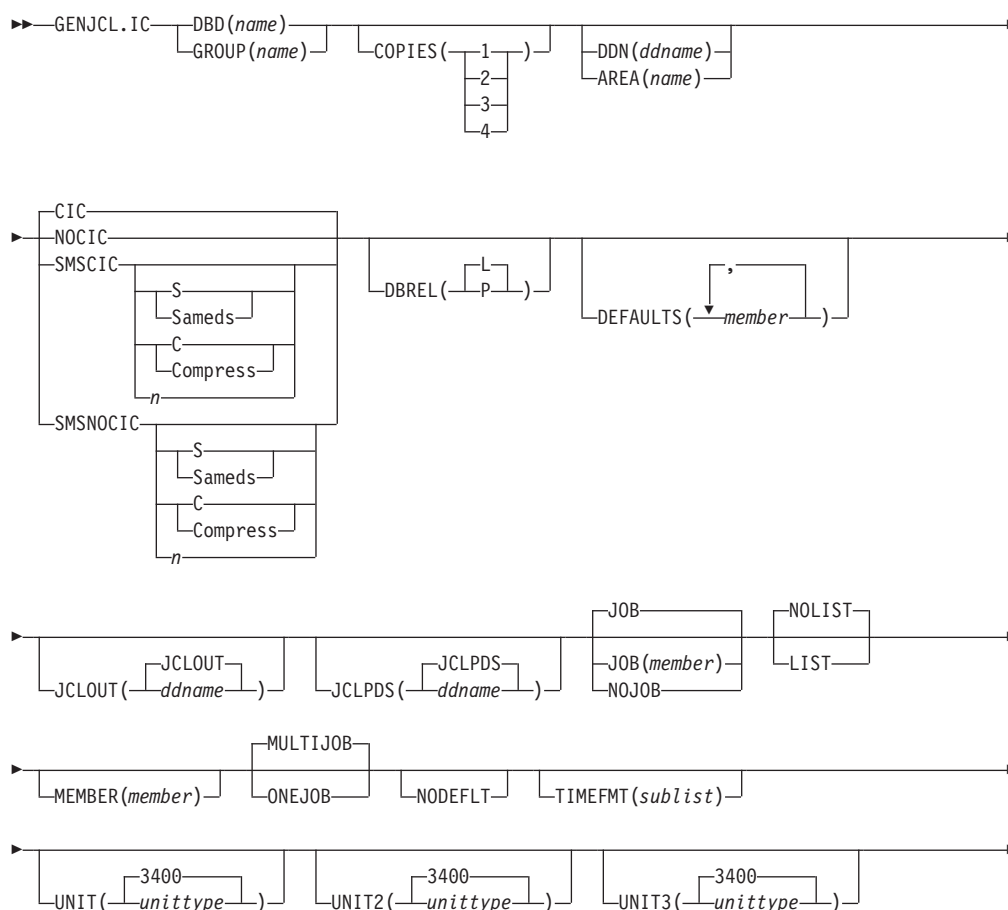 GENJCL.IC DBD(name) COPIES( 1 ) DDN(ddname)
GROUP(name) 2 AREA(name)
3
4
CIC
NOCIC
SMSCIC DBREL( L P ) DEFAULTS( , member )
S
Sameds
C
Compress
n
SMSNOCIC
S
Sameds
C
Compress
n
JCLOUT JCLPDS JOB NOLIST
JCLOUT( ddname ) JCLPDS( ddname ) JOB(member) LIST
NOJOB
MULTIJOB
MEMBER(member) ONEJOB NODEFLT TIMEFMT(sublist)
3400 3400 3400
UNIT( unittype ) UNIT2( unittype ) UNIT3( unittype )